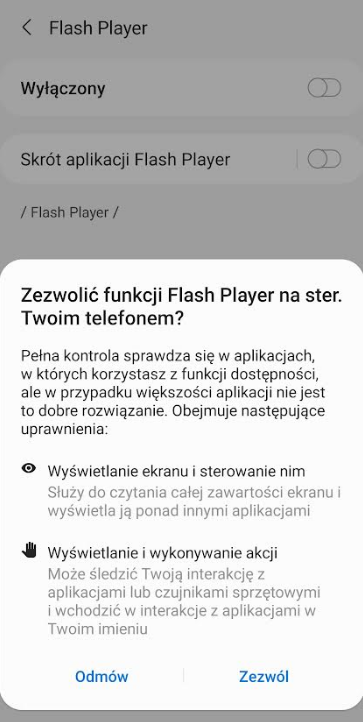 Flash Player
Wyłączony
Skrót aplikacji Flash Player
/ Flash Player /
Zezwolić funkcji Flash Player na ster.
Twoim telefonem?
Pełna kontrola sprawdza się w aplikacjach,
w których korzystasz z funkcji dostępności,
ale w przypadku większości aplikacji nie jest
to dobre rozwiązanie. Obejmuje następujące
uprawnienia:
Wyświetlanie ekranu i sterowanie nim
Służy do czytania całej zawartości ekranu i
wyświetla ją ponad innymi aplikacjami
Wyświetlanie i wykonywanie akcji
Może śledzić Twoją interakcję z
aplikacjami lub czujnikami sprzętowymi
i wchodzić w interakcje z aplikacjami w
Twoim imieniu
Odmów
Zezwól